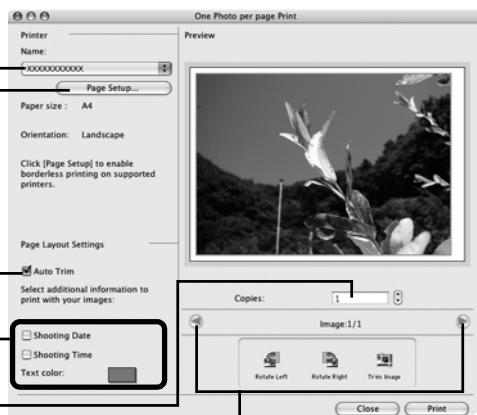 One Photo per page Print
Printer
Name:
XXXXXXXXXXX
Page Setup...
Paper size : A4
Orientation: Landscape
Click [Page Setup] to enable
borderless printing on supported
printers.
Page Layout Settings
Auto Trim
Select additional information to
print with your images:
Shooting Date
Shooting Time
Text color:
Preview
Copies: 1
Image:1/1
Rotate Left Rotate Right Trim Image
Close Print